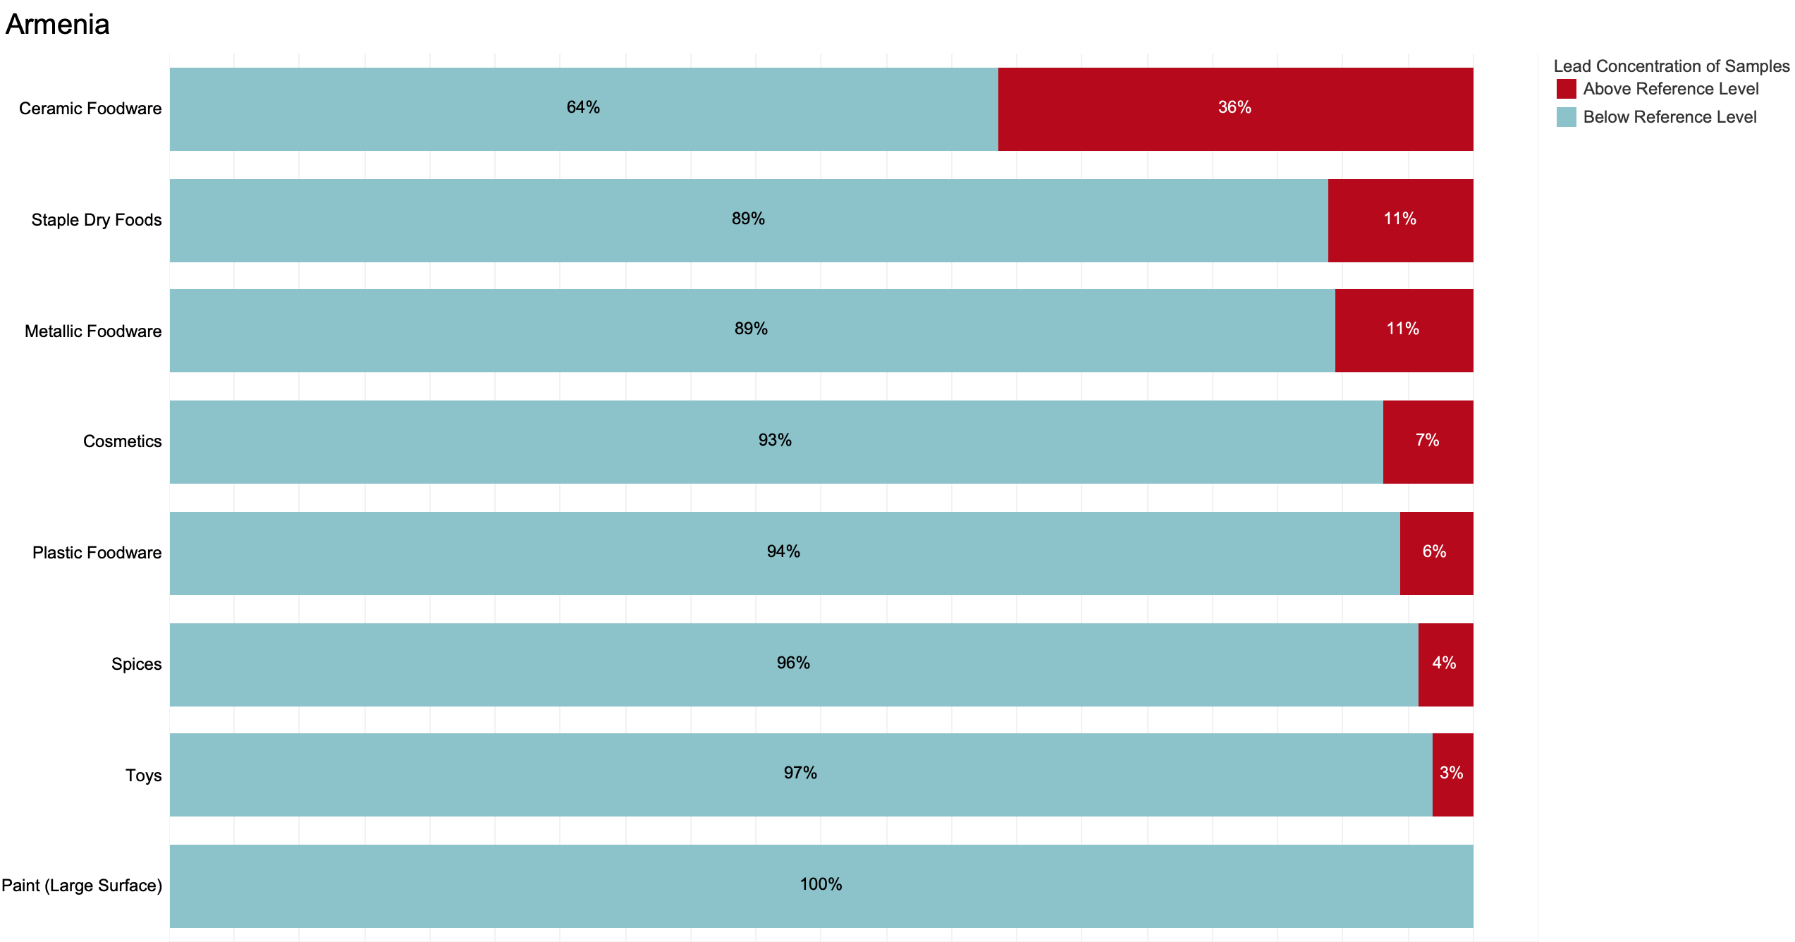 Armenia
Lead Concentration of Samples
Above Reference Level
Below Reference Level
Ceramic Foodware 64% 36%
Staple Dry Foods 89% 11%
Metallic Foodware 89% 11%
Cosmetics 93% 7%
Plastic Foodware 94% 6%
Spices 96% 4%
Toys 97% 3%
Paint (Large Surface) 100%